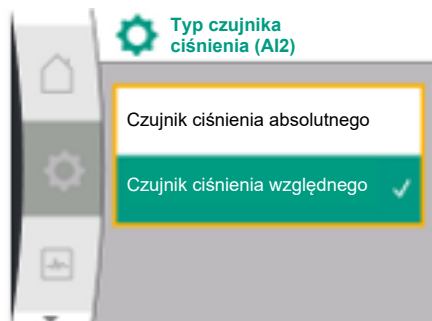 Typ czujnika
ciśnienia (AI2)
Czujnik ciśnienia absolutnego
Czujnik ciśnienia względnego